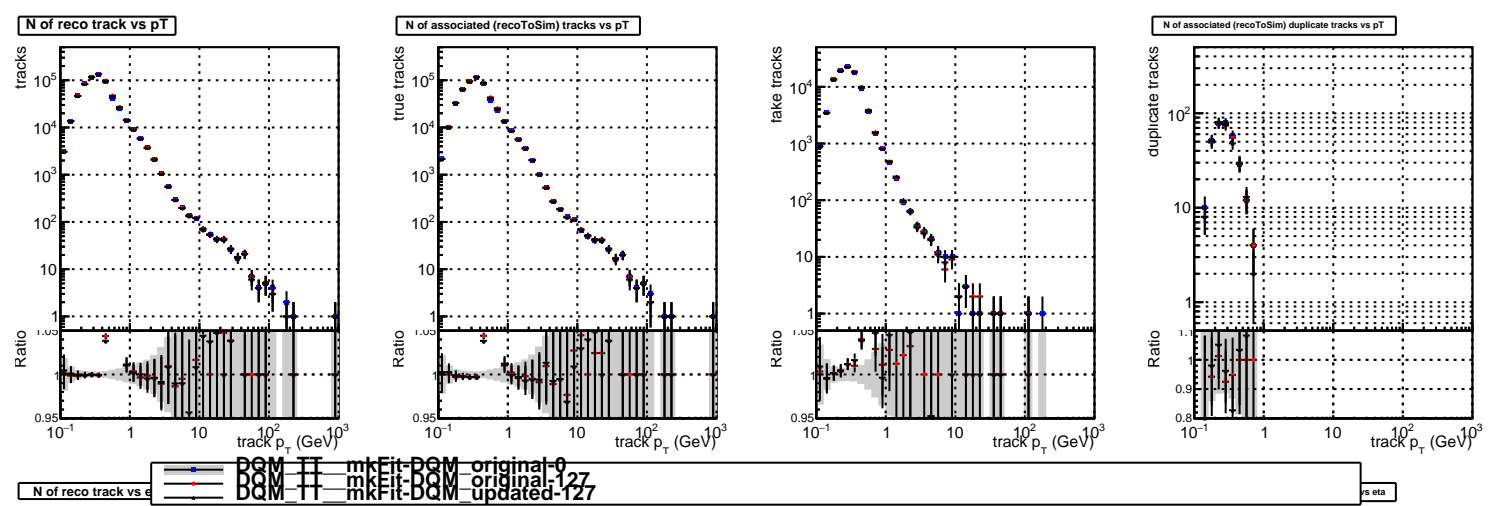 N of reco track vs pT
N of associated (recoToSim) tracks vs pT
N of associated (recoToSim) duplicate tracks vs pT
tracks
10^5
10^4
10^3
10^2
10
1
Ratio
1.05
1
0.95
10^-1
1
10
10^2
10^3
track p_T (GeV)
true tracks
10^5
10^4
10^3
10^2
10
1
Ratio
1.05
1
0.95
10^-1
1
10
10^2
10^3
track p_T (GeV)
fake tracks
10^4
10^3
10^2
10
1
Ratio
1.05
1
0.95
10^-1
1
10
10^2
10^3
track p_T (GeV)
duplicate tracks
10^2
10
1
Ratio
1.1
1
0.9
0.8
10^-1
1
10
10^2
10^3
track p_T (GeV)
DQM_TT__mkFit-DQM_original-0
DQM_TT__mkFit-DQM_original-127
DQM_TT__mkFit-DQM_updated-127
N of reco track vs e
vs eta